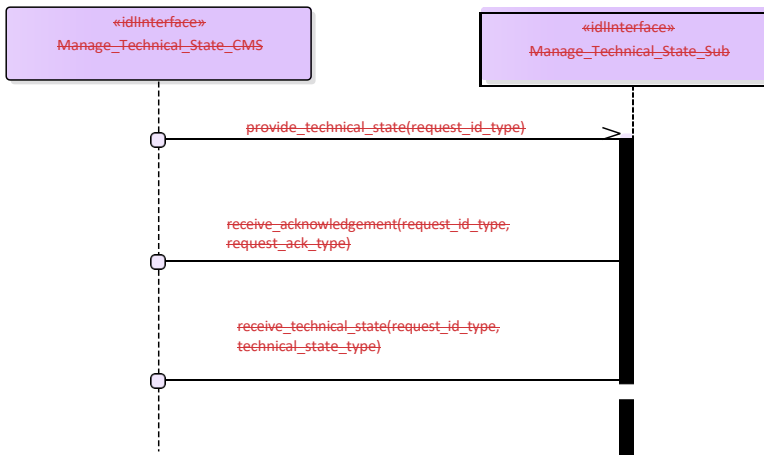 «idlInterface»
Manage_Technical_State_CMS
«idlInterface»
Manage_Technical_State_Sub
provide_technical_state(request_id_type)
receive_acknowledgement(request_id_type,
request_ack_type)
receive_technical_state(request_id_type,
technical_state_type)